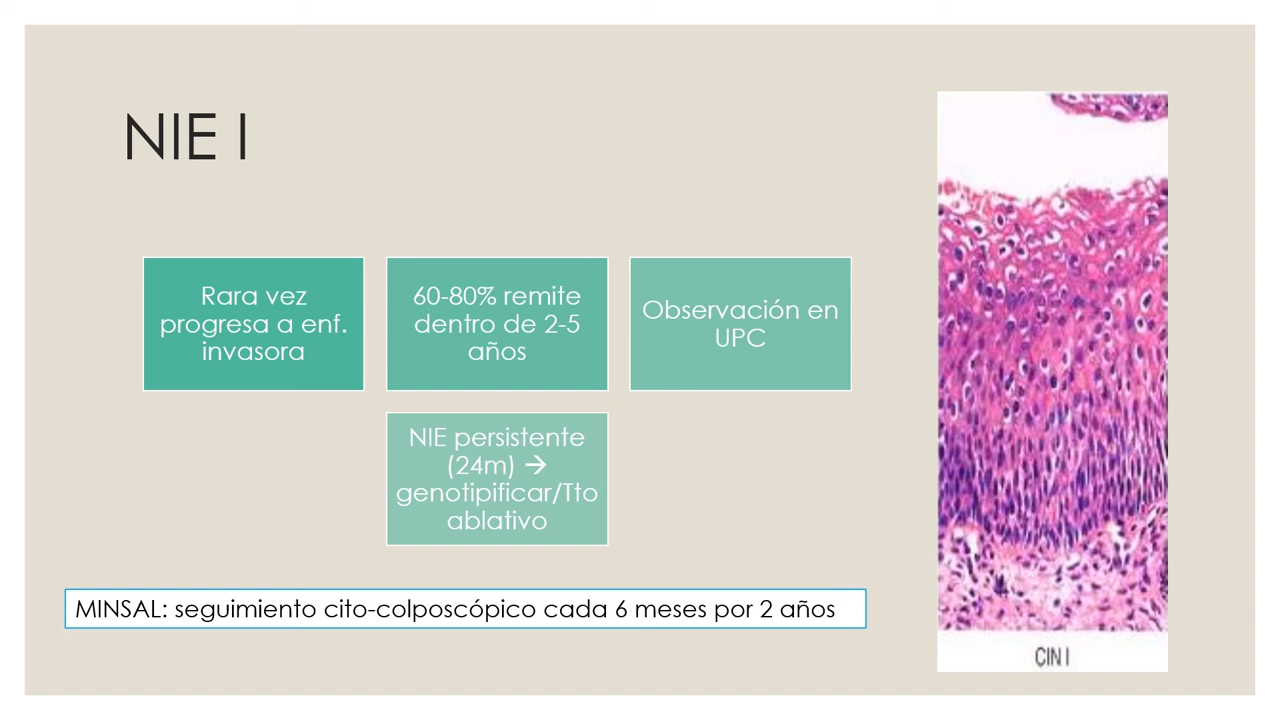 NIE I
Rara vez
progresa a enf.
invasora
60-80% remite
dentro de 2-5
años
Observación en
UPC
NIE persistente
(24m) →
genotipificar/Tto
ablativo
MINSAL: seguimiento cito-colposcópico cada 6 meses por 2 años
CIN I